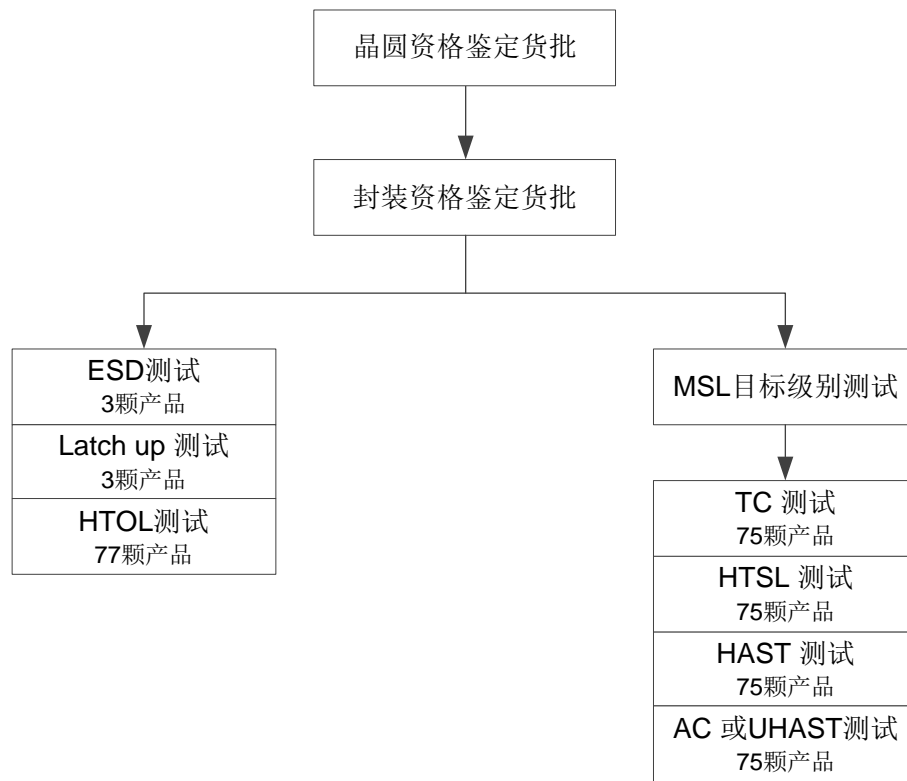 晶圆资格鉴定货批
封装资格鉴定货批
ESD测试
3颗产品
Latch up 测试
3颗产品
HTOL测试
77颗产品
MSL目标级别测试
TC 测试
75颗产品
HTSL 测试
75颗产品
HAST 测试
75颗产品
AC 或UHAST测试
75颗产品